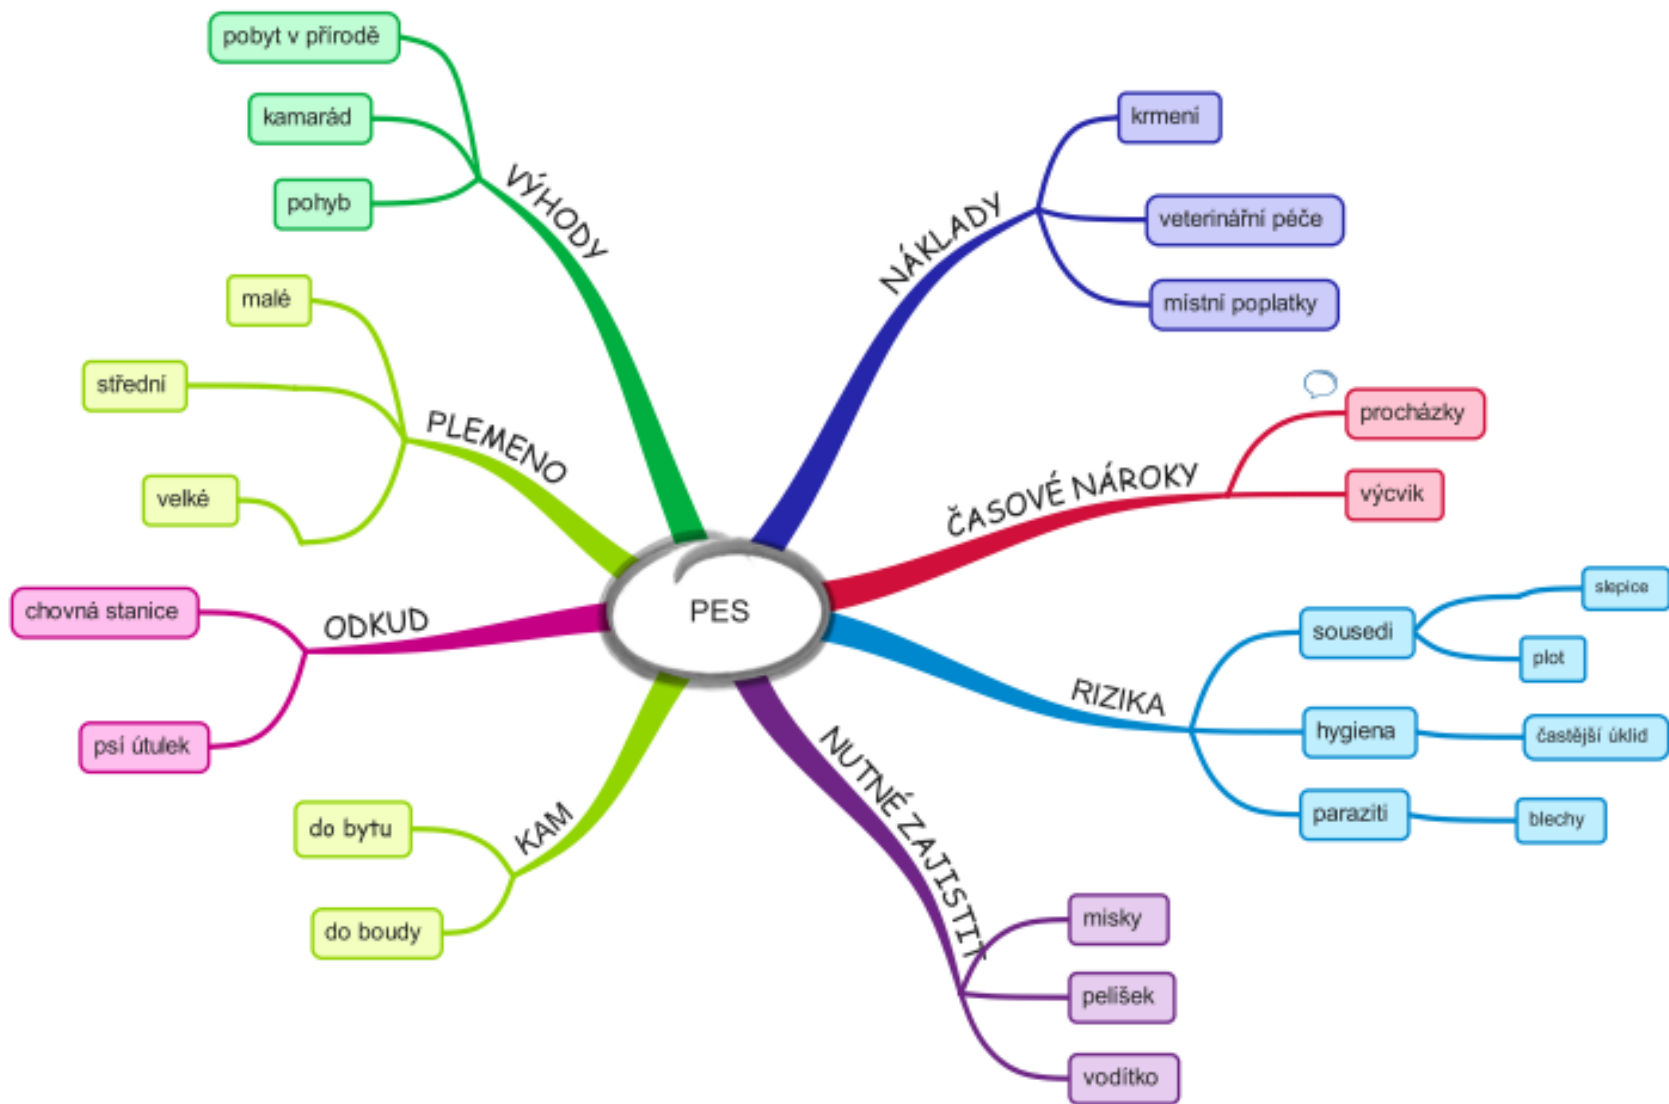 PES
VÝHODY
pobyt v přírodě
kamarád
pohyb
PLEMENO
malé
střední
velké
ODKUD
chovná stanice
psí útulek
KAM
do bytu
do boudy
NÁKLADY
krmení
veterinářní péče
místní poplatky
ČASOVÉ NÁROKY
procházky
výcvik
RIZIKA
sousedi
slepice
plot
hygiena
častější úklid
paraziti
blechy
NUTNÉ ZAJISTIT
misky
pelíšek
vodítko